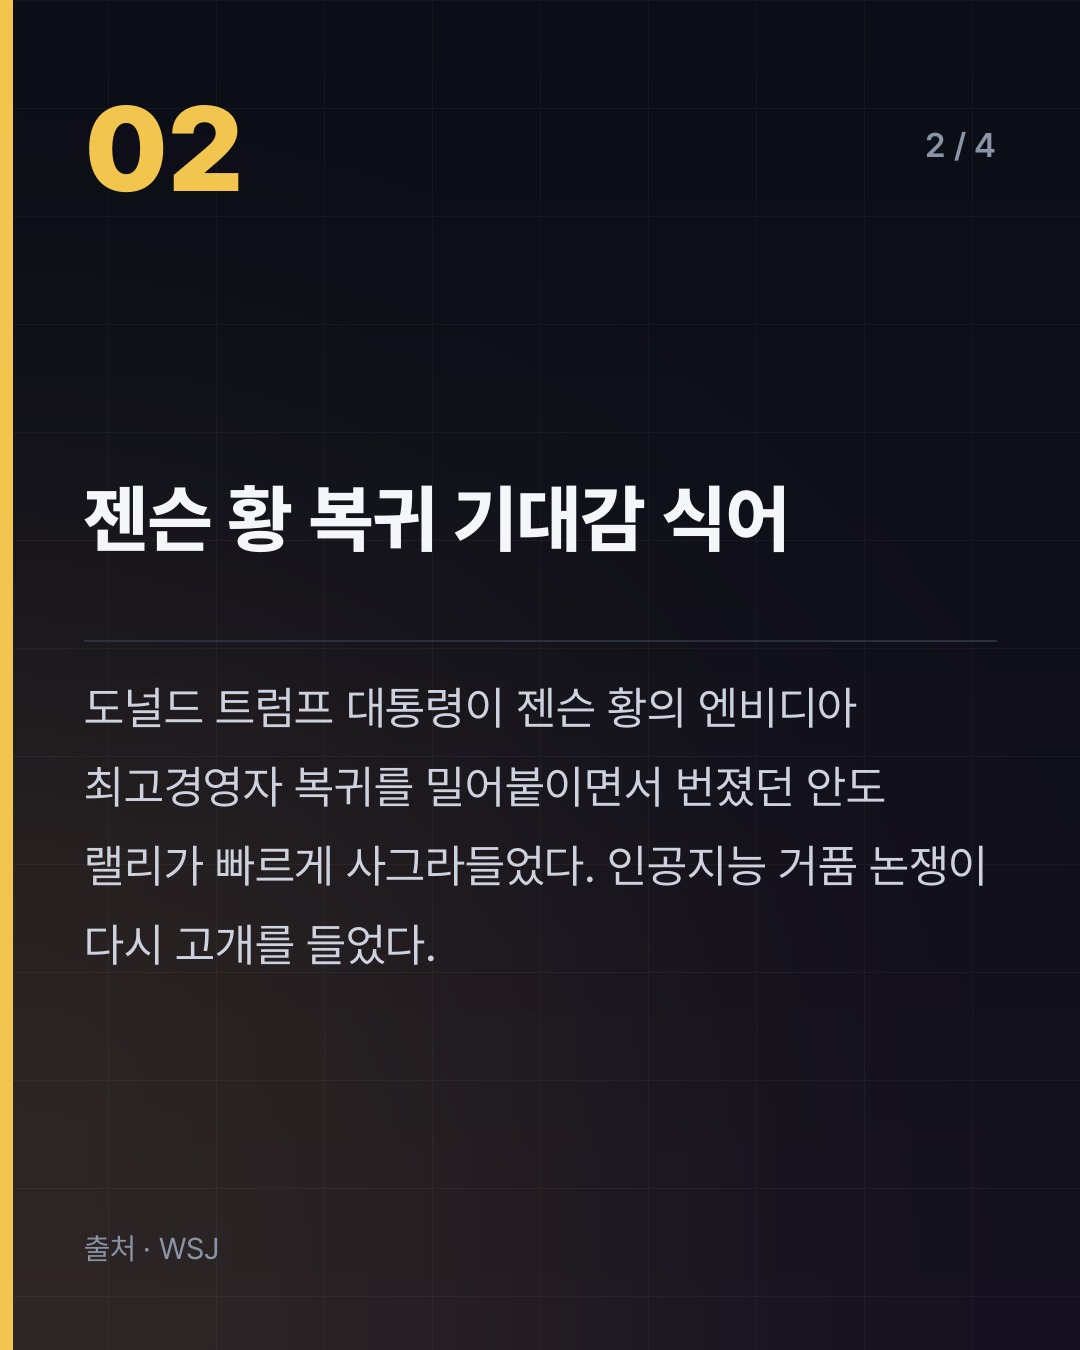 02
2 / 4
젠슨 황 복귀 기대감 식어
도널드 트럼프 대통령이 젠슨 황의 엔비디아
최고경영자 복귀를 밀어붙이면서 번졌던 안도
랠리가 빠르게 사그라들었다. 인공지능 거품 논쟁이
다시 고개를 들었다.
출처 · WSJ